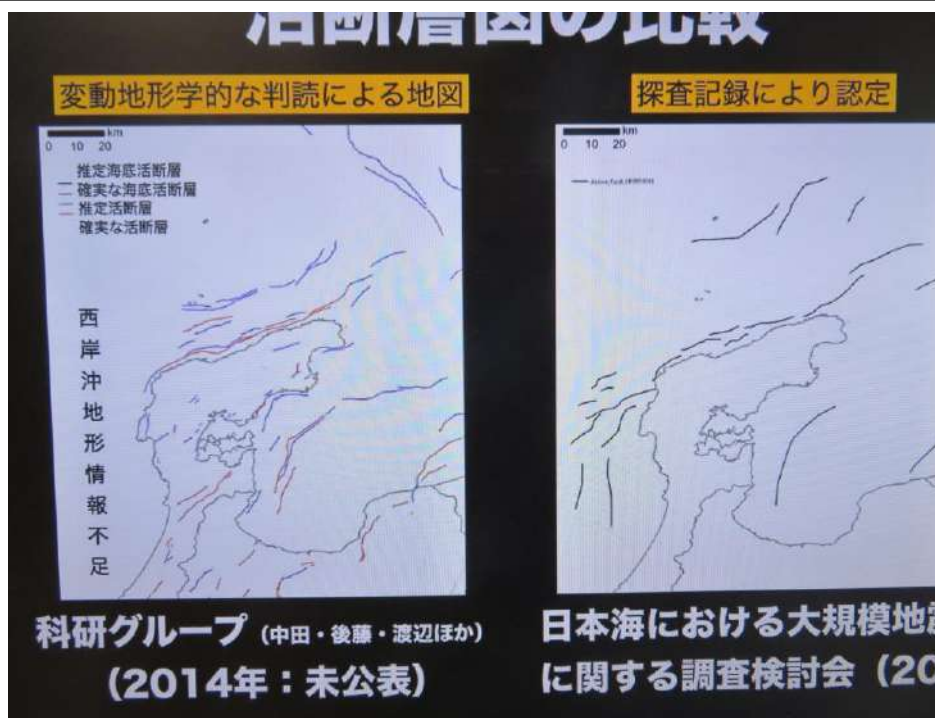 活断層図の比較
変動地形学的な判読による地図
探査記録により認定
km
0 10 20
推定海底活断層
確実な海底活断層
推定活断層
確実な活断層
西岸沖地形情報不足
km
0 10 20
科研グループ（中田・後藤・渡辺ほか）
（2014年：未公表）
日本海における大規模地震
に関する調査検討会（20